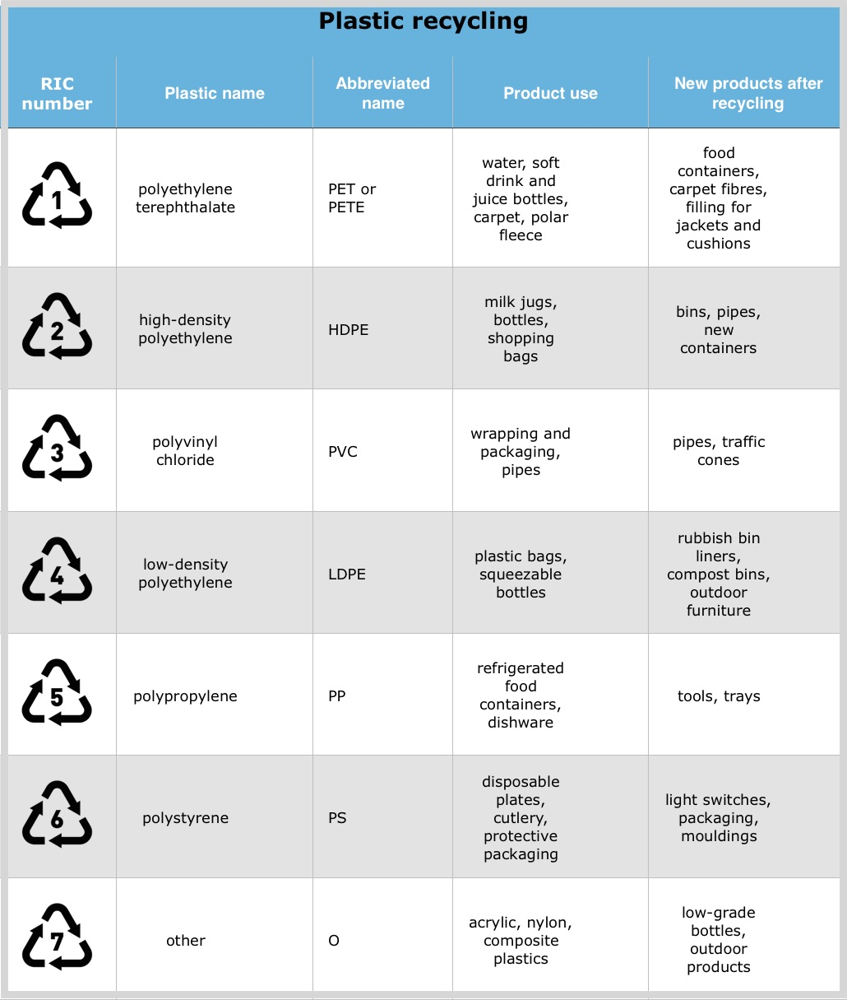 Plastic recycling
RIC
number
Plastic name
Abbreviated
name
Product use
New products after
recycling
1
polyethylene
terephthalate
PET or
PETE
water, soft
drink and
juice bottles,
carpet, polar
fleece
food
containers,
carpet fibres,
filling for
jackets and
cushions
2
high-density
polyethylene
HDPE
milk jugs,
bottles,
shopping
bags
bins, pipes,
new
containers
3
polyvinyl
chloride
PVC
wrapping and
packaging,
pipes
pipes, traffic
cones
4
low-density
polyethylene
LDPE
plastic bags,
squeezable
bottles
rubbish bin
liners,
compost bins,
outdoor
furniture
5
polypropylene
PP
refrigerated
food
containers,
dishware
tools, trays
6
polystyrene
PS
disposable
plates,
cutlery,
protective
packaging
light switches,
packaging,
mouldings
7
other
O
acrylic, nylon,
composite
plastics
low-grade
bottles,
outdoor
products